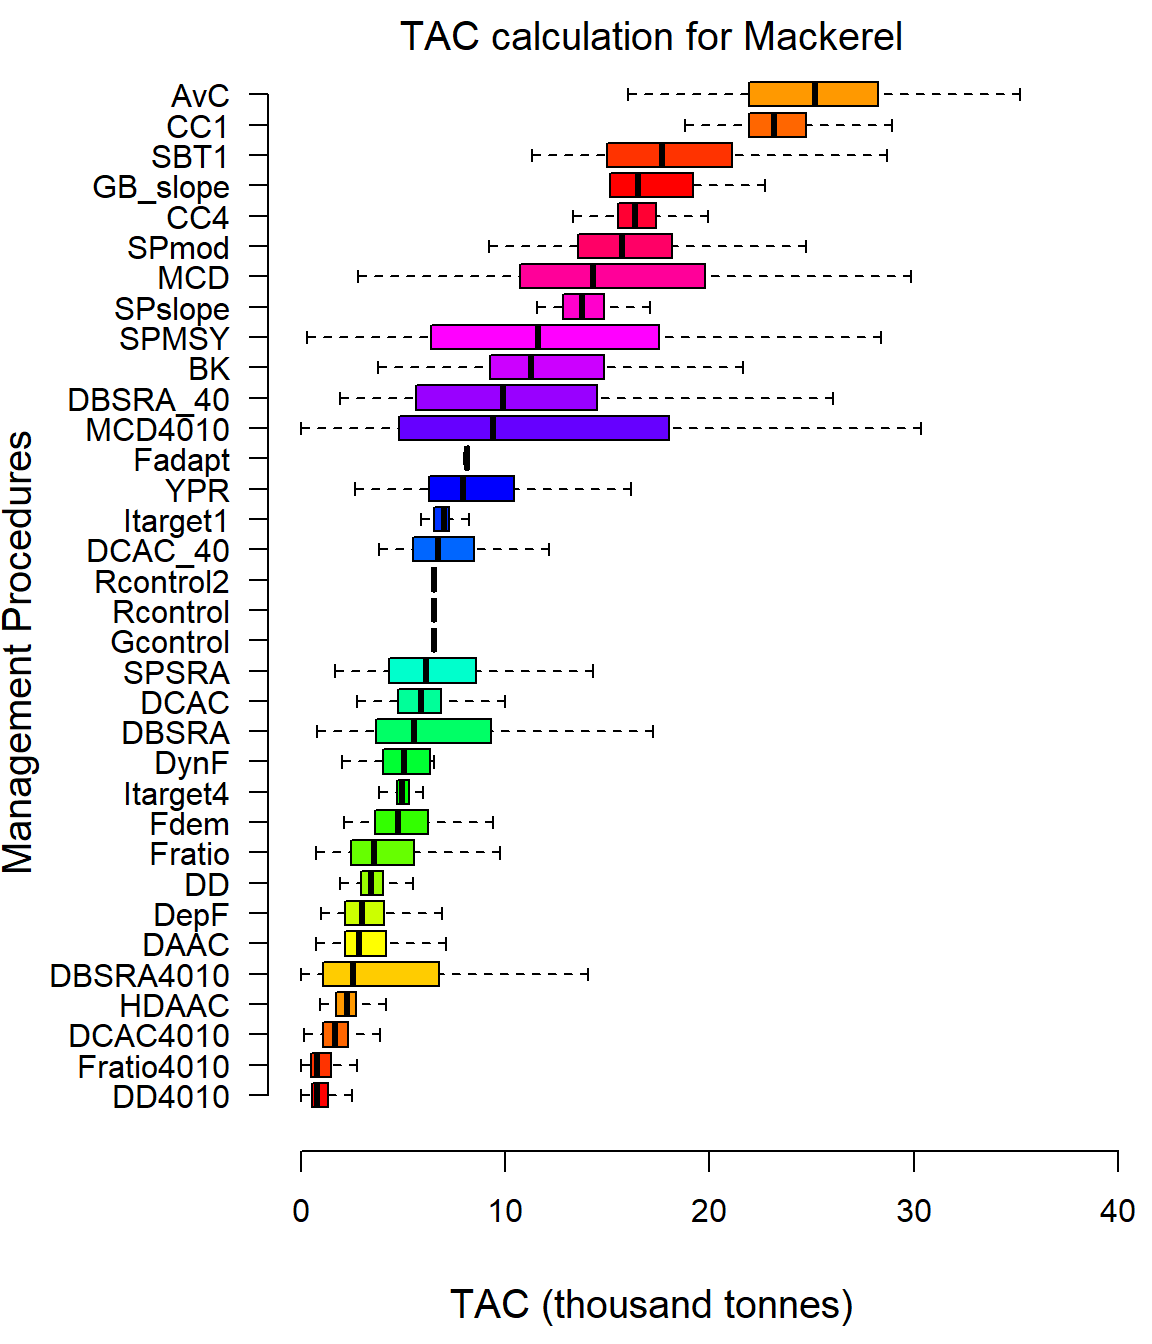 TAC calculation for Mackerel
AvC
CC1
SBT1
GB_slope
CC4
SPmod
MCD
SPslope
SPMSY
BK
DBSRA_40
MCD4010
Fadapt
YPR
Itarget1
DCAC_40
Rcontrol2
Rcontrol
Gcontrol
SPSRA
DCAC
DBSRA
DynF
Itarget4
Fdem
Fratio
DD
DepF
DAAC
DBSRA4010
HDAAC
DCAC4010
Fratio4010
DD4010
Management Procedures
0 10 20 30 40
TAC (thousand tonnes)